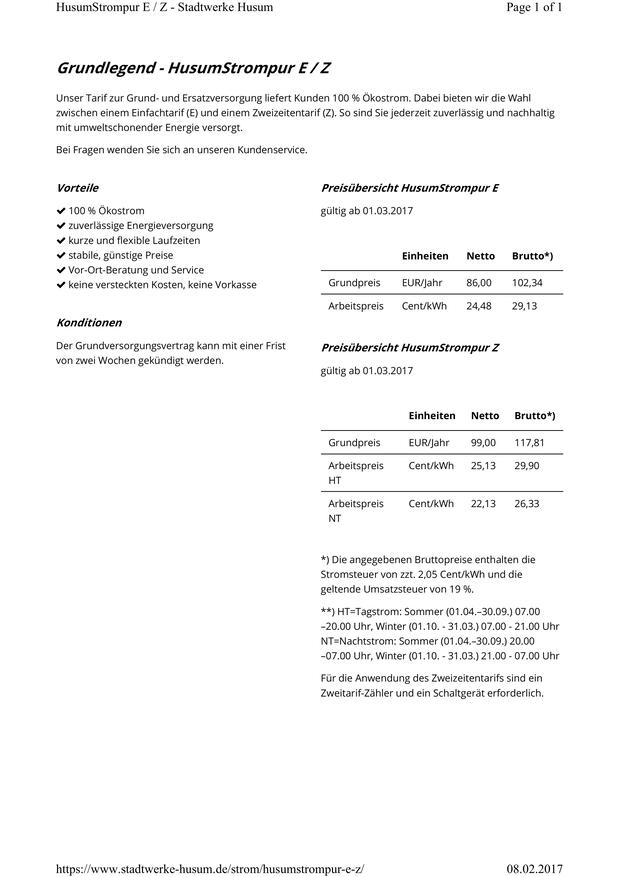 HusumStrompur E / Z - Stadtwerke Husum Page 1 of 1
Grundlegend - HusumStrompur E / Z
Unser Tarif zur Grund- und Ersatzversorgung liefert Kunden 100 % Ökostrom. Dabei bieten wir die Wahl
zwischen einem Einfachtarif (E) und einem Zweizeitentarif (Z). So sind Sie jederzeit zuverlässig und nachhaltig
mit umweltschonender Energie versorgt.
Bei Fragen wenden Sie sich an unseren Kundenservice.
Vorteile
✔ 100 % Ökostrom
✔ zuverlässige Energieversorgung
✔ kurze und flexible Laufzeiten
✔ stabile, günstige Preise
✔ Vor-Ort-Beratung und Service
✔ keine versteckten Kosten, keine Vorkasse
Konditionen
Der Grundversorgungsvertrag kann mit einer Frist
von zwei Wochen gekündigt werden.
Preisübersicht HusumStrompur E
gültig ab 01.03.2017
Einheiten Netto Brutto*)
Grundpreis EUR/Jahr 86,00 102,34
Arbeitspreis Cent/kWh 24,48 29,13
Preisübersicht HusumStrompur Z
gültig ab 01.03.2017
Einheiten Netto Brutto*)
Grundpreis EUR/Jahr 99,00 117,81
Arbeitspreis Cent/kWh 25,13 29,90
HT
Arbeitspreis Cent/kWh 22,13 26,33
NT
*) Die angegebenen Bruttopreise enthalten die
Stromsteuer von zzt. 2,05 Cent/kWh und die
geltende Umsatzsteuer von 19 %.
**) HT=Tagstrom: Sommer (01.04.–30.09.) 07.00
–20.00 Uhr, Winter (01.10. - 31.03.) 07.00 - 21.00 Uhr
NT=Nachtstrom: Sommer (01.04.–30.09.) 20.00
–07.00 Uhr, Winter (01.10. - 31.03.) 21.00 - 07.00 Uhr
Für die Anwendung des Zweizeitentarifs sind ein
Zweitarif-Zähler und ein Schaltgerät erforderlich.
https://www.stadtwerke-husum.de/strom/husumstrompur-e-z/ 08.02.2017